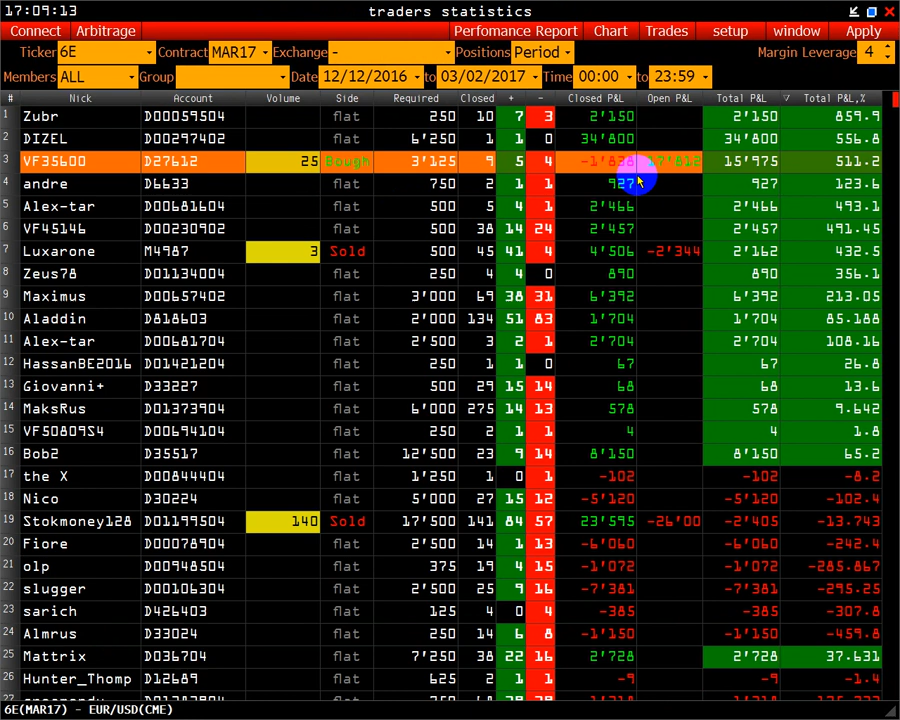 17:09:13 traders statistics
Connect Arbitrage Perfomance Report Chart Trades setup window Apply
Ticker 6E Contract MAR17 Exchange - Positions Period Margin Leverage 4
Members ALL Group Date 12/12/2016 to 03/02/2017 Time 00:00 to 23:59
# Nick Account Volume Side Required Closed + - Closed P&L Open P&L Total P&L Total P&L,%
1 Zubr D00059504 flat 250 10 7 3 2'150 2'150 859.9
2 DIZEL D00297402 flat 6'250 1 1 0 34'800 34'800 556.8
3 VF35600 D27612 25 Bough 3'125 9 5 4 -1'838 17'812 15'975 511.2
4 andre D6633 flat 750 2 1 1 927 927 123.6
5 Alex-tar D00681604 flat 500 5 4 1 2'466 2'466 493.1
6 VF45146 D00230902 flat 500 38 14 24 2'457 2'457 491.45
7 Luxarone M4987 3 Sold 500 45 41 4 4'506 -2'344 2'162 432.5
8 Zeus78 D01134004 flat 250 4 4 0 890 890 356.1
9 Maximus D00657402 flat 3'000 69 38 31 6'392 6'392 213.05
10 Aladdin D818603 flat 2'000 134 51 83 1'704 1'704 85.188
11 Alex-tar D00681704 flat 2'500 3 2 1 2'704 2'704 108.16
12 HassanBE2016 D01421204 flat 250 1 1 0 67 67 26.8
13 Giovanni+ D33227 flat 500 29 15 14 68 68 13.6
14 MaksRus D01373904 flat 6'000 275 14 13 578 578 9.642
15 VF50809S4 D00694104 flat 250 2 1 1 4 4 1.8
16 Bob2 D35517 flat 12'500 23 9 14 8'150 8'150 65.2
17 the X D00844404 flat 1'250 1 0 1 -102 -102 -8.2
18 Nico D30224 flat 5'000 27 15 12 -5'120 -5'120 -102.4
19 Stokmoney128 D01199504 140 Sold 17'500 141 84 57 23'595 -26'00 -2'405 -13.743
20 Fiore D00078904 flat 2'500 14 1 13 -6'060 -6'060 -242.4
21 olp D00948504 flat 375 19 4 15 -1'072 -1'072 -285.867
22 slugger D00106304 flat 2'500 25 9 16 -7'381 -7'381 -295.25
23 sarich D426403 flat 125 4 0 4 -385 -385 -307.8
24 Almrus D33024 flat 250 14 6 8 -1'150 -1'150 -459.8
25 Mattrix D036704 flat 7'250 38 22 16 2'728 2'728 37.631
26 Hunter_Thomp D12689 flat 625 2 1 1 -9 -9 -1.4
27
6E(MAR17) - EUR/USD(CME)